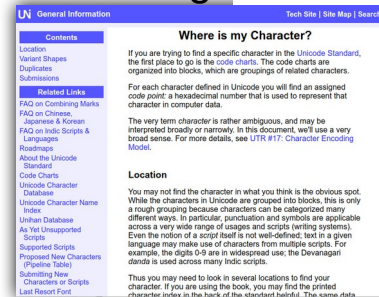 UN General Information
Tech Site | Site Map | Search
Contents
Location
Variant Shapes
Duplicates
Submissions
Related Links
FAQ on Combining Marks
FAQ on Chinese,
Japanese & Korean
FAQ on Indic Scripts &
Languages
Roadmaps
About the Unicode
Standard
Code Charts
Unicode Character
Database
Unicode Character Name
Index
Unihan Database
As Yet Unsupported
Scripts
Supported Scripts
Proposed New Characters
(Pipeline Table)
Submitting New
Characters or Scripts
Last Resort Font
Where is my Character?
If you are trying to find a specific character in the Unicode Standard,
the first place to go is the code charts. The code charts are
organized into blocks, which are groupings of related characters.
For each character defined in Unicode you will find an assigned
code point: a hexadecimal number that is used to represent that
character in computer data.
The very term character is rather ambiguous, and may be
interpreted broadly or narrowly. In this document, we'll use a very
broad sense. For more details, see UTR #17: Character Encoding
Model.
Location
You may not find the character in what you think is the obvious spot.
While the characters in Unicode are grouped into blocks, this is only
a rough grouping because characters can be categorized many
different ways. In particular, punctuation and symbols are applicable
across a very wide range of usages and scripts (writing systems).
Even the notion of a script itself is not well-defined; text in a given
language may make use of characters from multiple scripts. For
example, the digits 0-9 are in widespread use; the Devanagari
danda is used across many Indic scripts.
Thus you may need to look in several locations to find your
character. If you are using the book, you may find the printed
character index in the back of the standard helpful. The same data